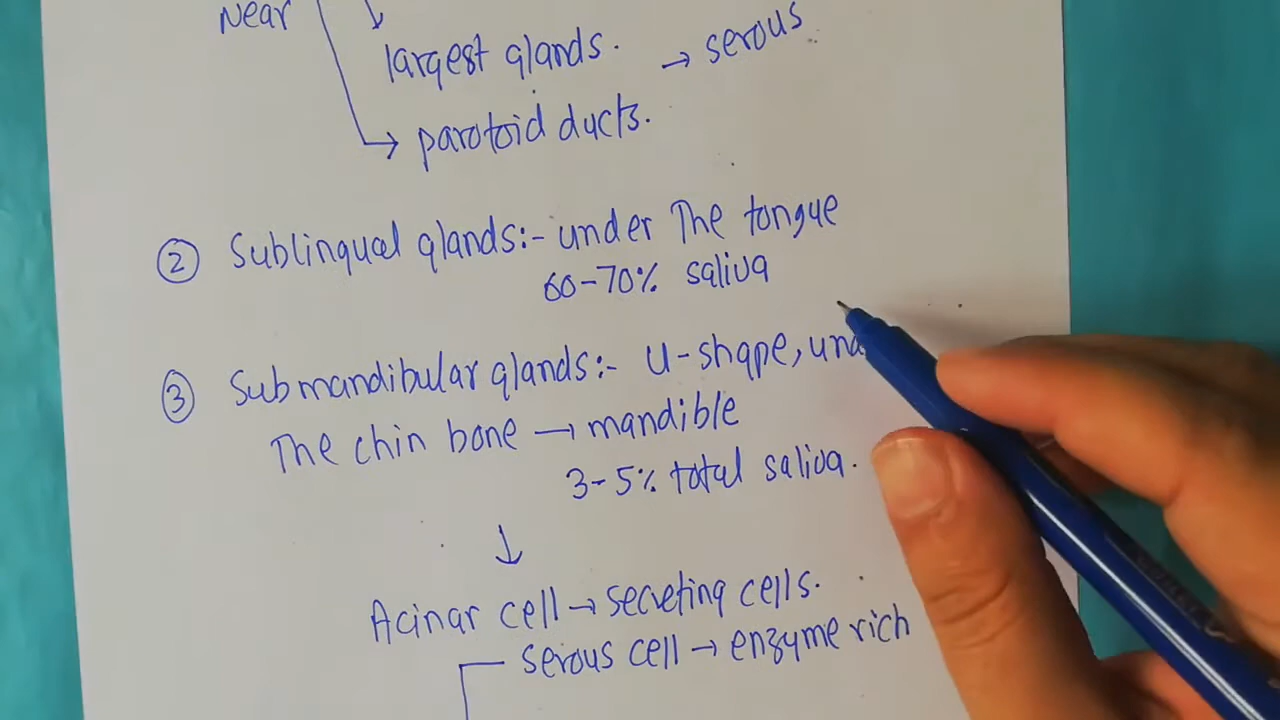 Near
largest glands. → serous
→ parotoid ducts.
② Sublingual glands:- under The tongue
60-70% saliva
③ Submandibular glands:- U-shape, und
The chin bone → mandible
3-5% total saliva.
↓
Acinar cell → secreting cells.
serous cell → enzyme rich